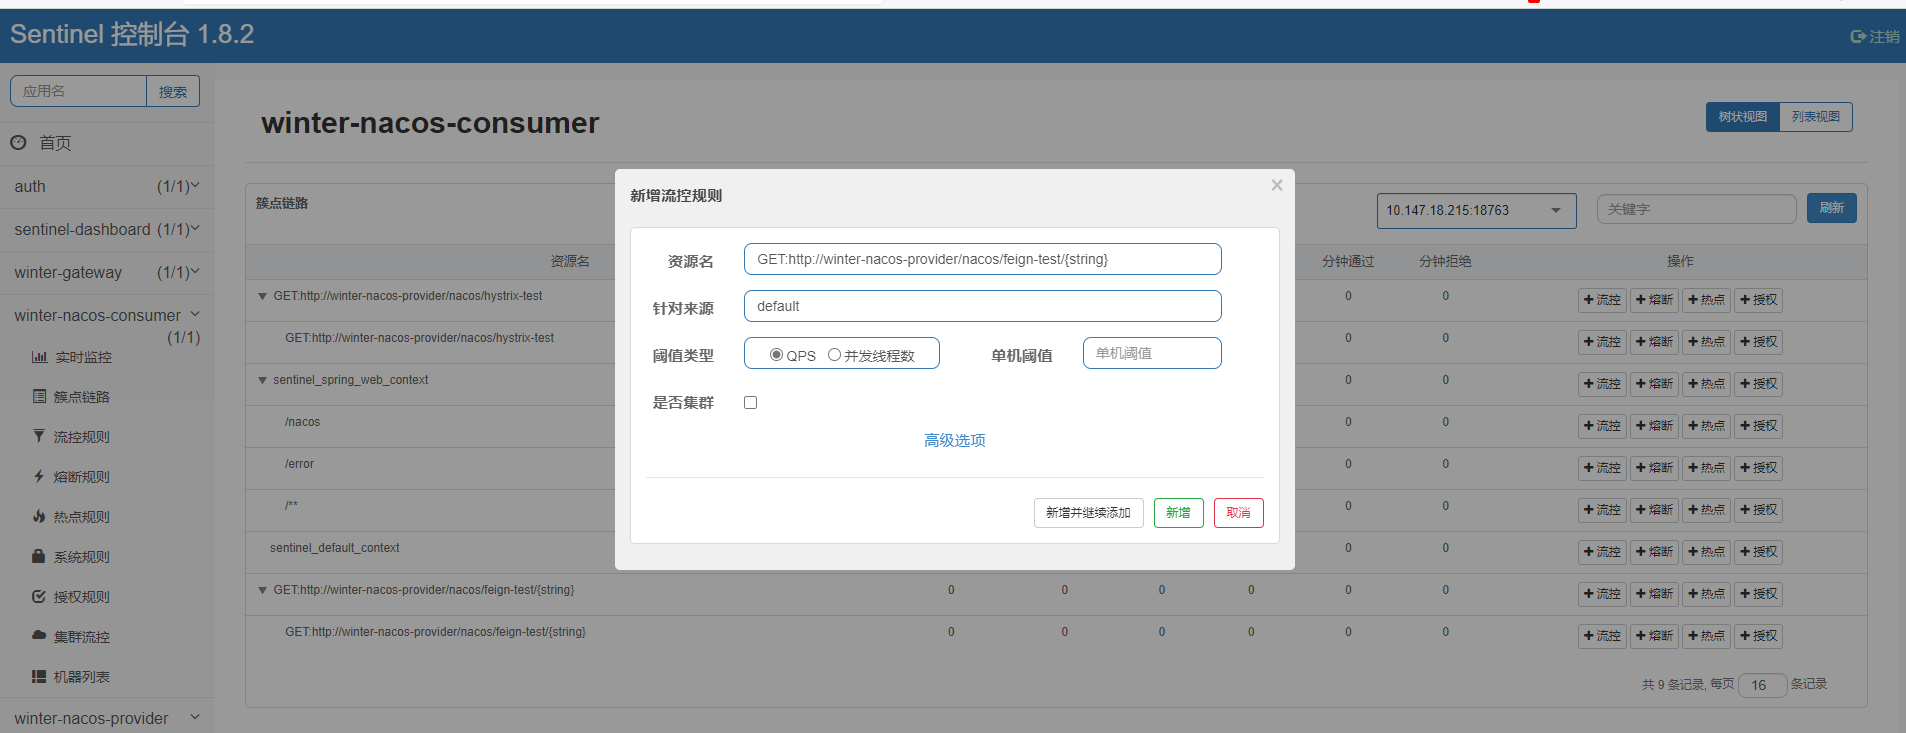 Sentinel 控制台 1.8.2
注销
应用名
搜索
首页
auth (1/1)
sentinel-dashboard (1/1)
winter-gateway (1/1)
winter-nacos-consumer
(1/1)
实时监控
簇点链路
流控规则
熔断规则
热点规则
系统规则
授权规则
集群流控
机器列表
winter-nacos-provider
winter-nacos-consumer
树状视图 列表视图
簇点链路
10.147.18.215:18763
关键字
刷新
资源名 分钟通过 分钟拒绝 操作
GET:http://winter-nacos-provider/nacos/hystrix-test 0 0 流控 熔断 热点 授权
GET:http://winter-nacos-provider/nacos/hystrix-test 0 0 流控 熔断 热点 授权
sentinel_spring_web_context 0 0 流控 熔断 热点 授权
/nacos 0 0 流控 熔断 热点 授权
/error 0 0 流控 熔断 热点 授权
/** 0 0 流控 熔断 热点 授权
sentinel_default_context 0 0 流控 熔断 热点 授权
GET:http://winter-nacos-provider/nacos/feign-test/{string} 0 0 0 0 0 0 流控 熔断 热点 授权
GET:http://winter-nacos-provider/nacos/feign-test/{string} 0 0 0 0 0 0 流控 熔断 热点 授权
共 9 条记录, 每页 16 条记录
新增流控规则
×
资源名 GET:http://winter-nacos-provider/nacos/feign-test/{string}
针对来源 default
阈值类型 QPS 并发线程数 单机阈值 单机阈值
是否集群
高级选项
新增并继续添加 新增 取消